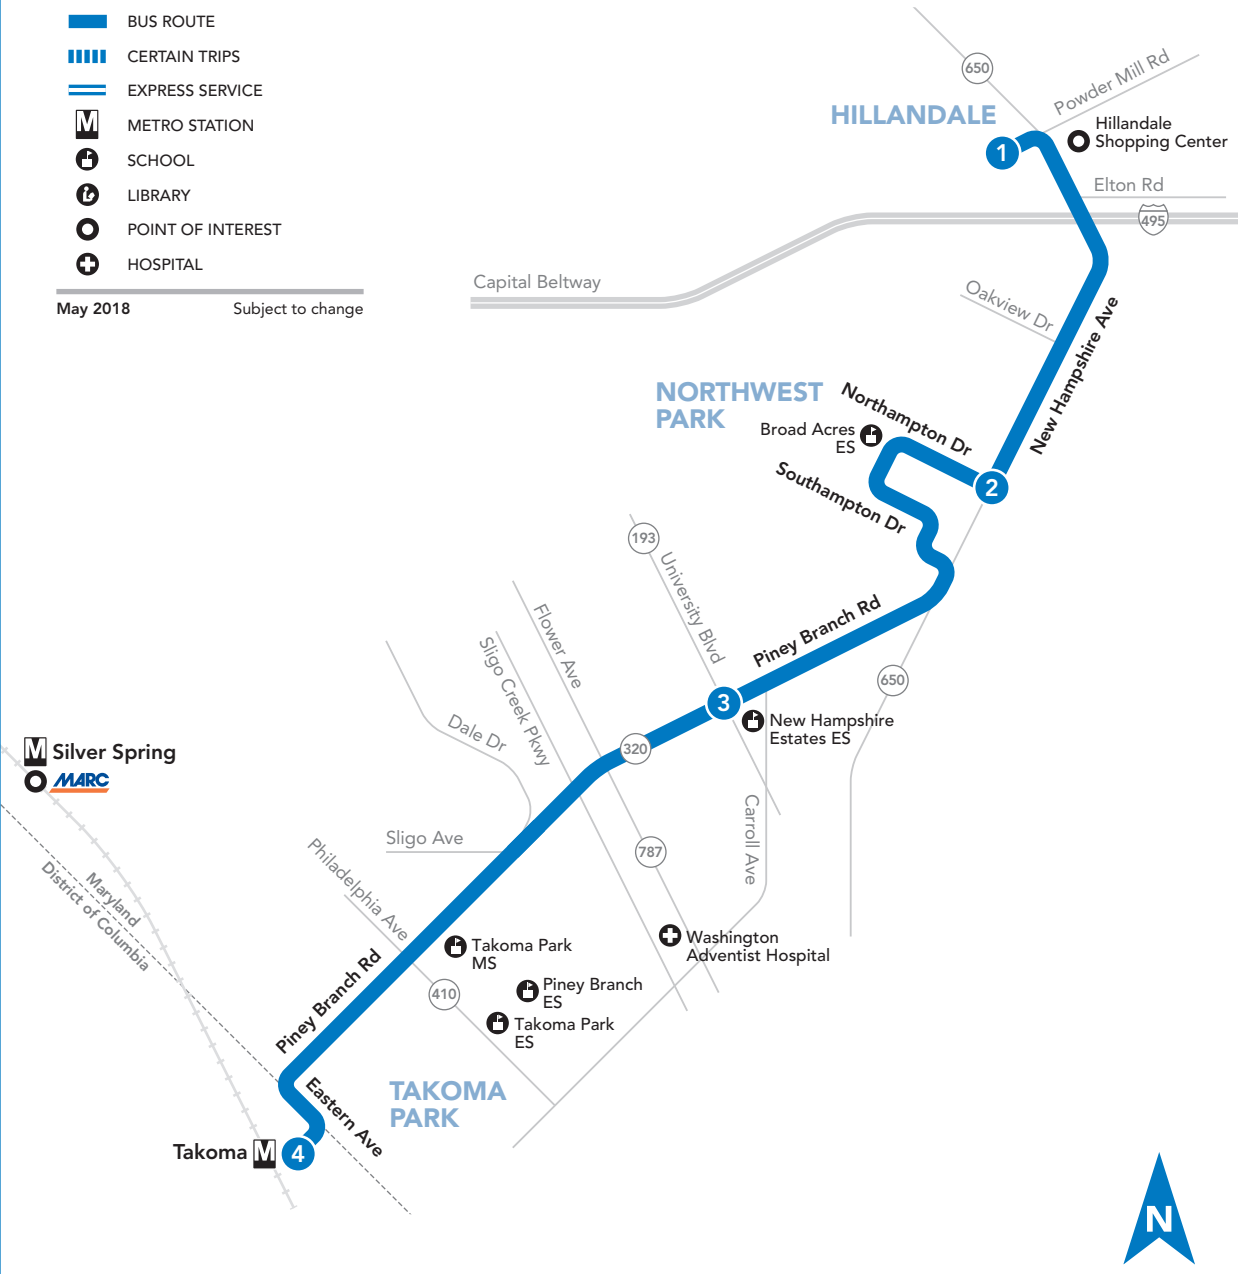 BUS ROUTE
CERTAIN TRIPS
EXPRESS SERVICE
M METRO STATION
SCHOOL
LIBRARY
POINT OF INTEREST
HOSPITAL
May 2018 Subject to change
650
Powder Mill Rd
HILLANDALE
1
Hillandale
Shopping Center
Elton Rd
495
Capital Beltway
Oakview Dr
New Hampshire Ave
NORTHWEST
PARK
Northampton Dr
Broad Acres
ES
Southampton Dr
2
193
University Blvd
Flower Ave
Sligo Creek Pkwy
Piney Branch Rd
650
3
New Hampshire
Estates ES
Dale Dr
320
M Silver Spring
MARC
Carroll Ave
Sligo Ave
787
Philadelphia Ave
Maryland
District of Columbia
Washington
Adventist Hospital
Takoma Park
MS
Piney Branch
ES
410
Takoma Park
ES
Piney Branch Rd
Eastern Ave
TAKOMA
PARK
Takoma M 4
N